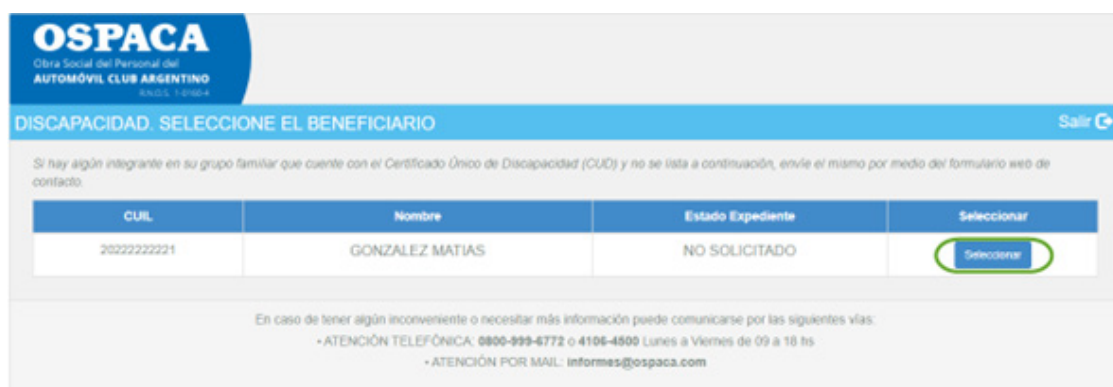 OSPACA
Obra Social del Personal del
AUTOMÓVIL CLUB ARGENTINO
R.N.O.S. 1-0160-4
DISCAPACIDAD. SELECCIONE EL BENEFICIARIO
Salir
Si hay algún integrante en su grupo familiar que cuente con el Certificado Único de Discapacidad (CUD) y no se lista a continuación, envíe el mismo por medio del formulario web de
contacto.
CUIL Nombre Estado Expediente Seleccionar
20222222221 GONZALEZ MATIAS NO SOLICITADO Seleccionar
En caso de tener algún inconveniente o necesitar más información puede comunicarse por las siguientes vías:
• ATENCIÓN TELEFÓNICA: 0800-999-6772 o 4106-4500 Lunes a Viernes de 09 a 18 hs
• ATENCIÓN POR MAIL: informes@ospaca.com